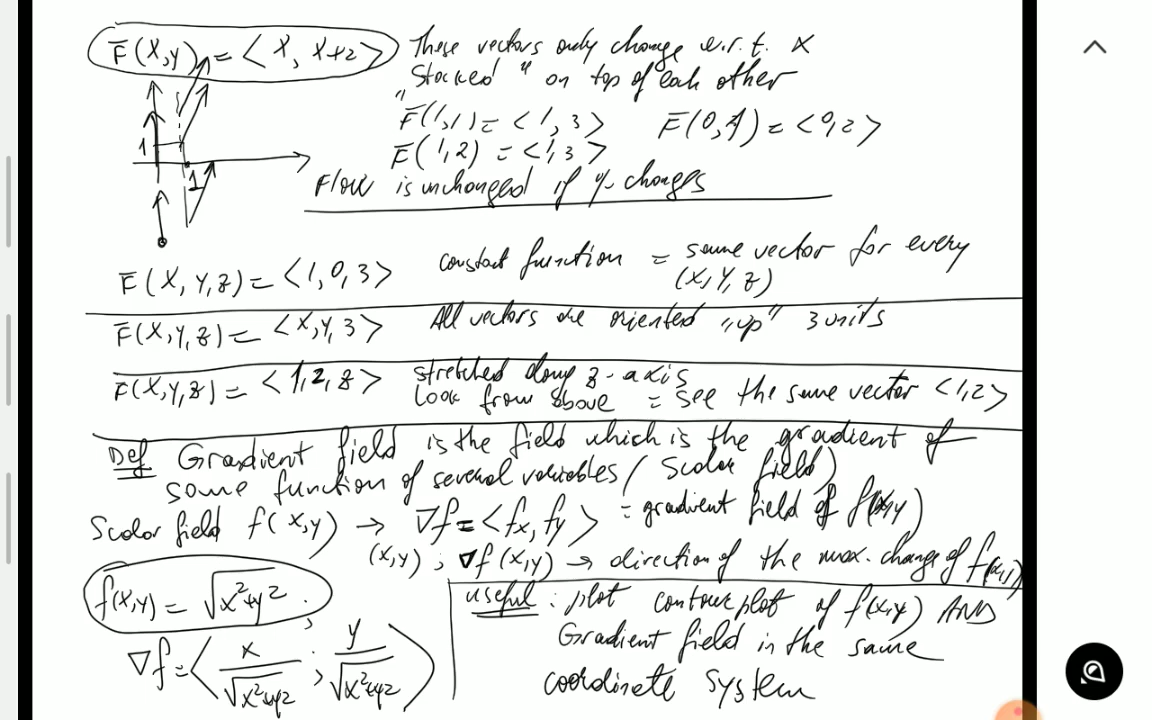 F̄(x,y) = <x, x+2> These vectors only change w.r.t. x
"Stacked" on top of each other
F̄(1,1) = <1, 3> F̄(0,1) = <0,2>
F̄(1,2) = <1,3>
1
1
Flow is unchanged if y changes
F̄(x,y,z) = <1,0,3> constant function = same vector for every (x,y,z)
F̄(x,y,z) = <x,y,3> All vectors are oriented "up" 3 units
F̄(x,y,z) = <1,2,z> stretched along z-axis
Look from above = see the same vector <1,2>
Def Gradient field is the field which is the gradient of
some function of several variables (scalar field)
Scalar field f(x,y) → ∇f = <fx, fy> = gradient field of f(x,y)
(x,y) ; ∇f(x,y) → direction of the max. change of f(x,y)
f(x,y) = √x²+y² ;
useful : plot contour plot of f(x,y) AND
Gradient field in the same
coordinate system
∇f = <x/√x²+y² ; y/√x²+y²>